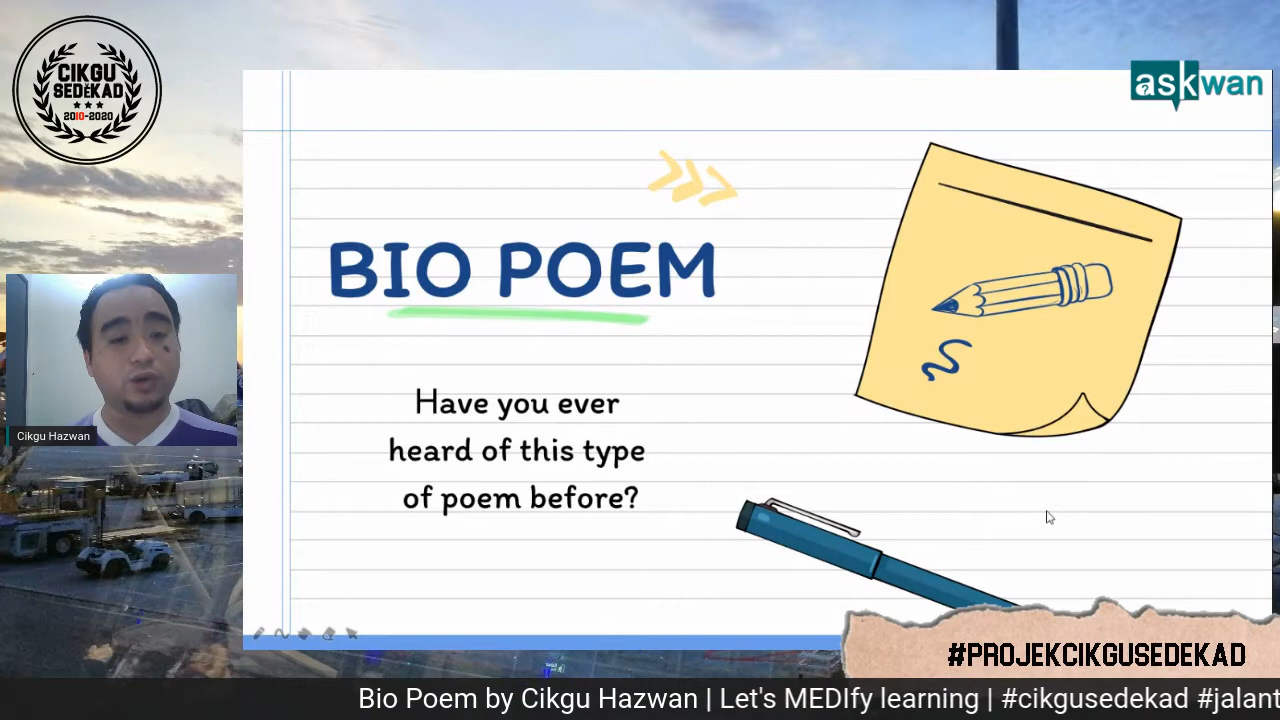 CIKGU
SEDĚKAD
2010-2020
askwan
BIO POEM
Have you ever
heard of this type
of poem before?
Cikgu Hazwan
#PROJEKCIKGUSEDEKAD
Bio Poem by Cikgu Hazwan | Let's MEDIfy learning | #cikgusedekad #jalant